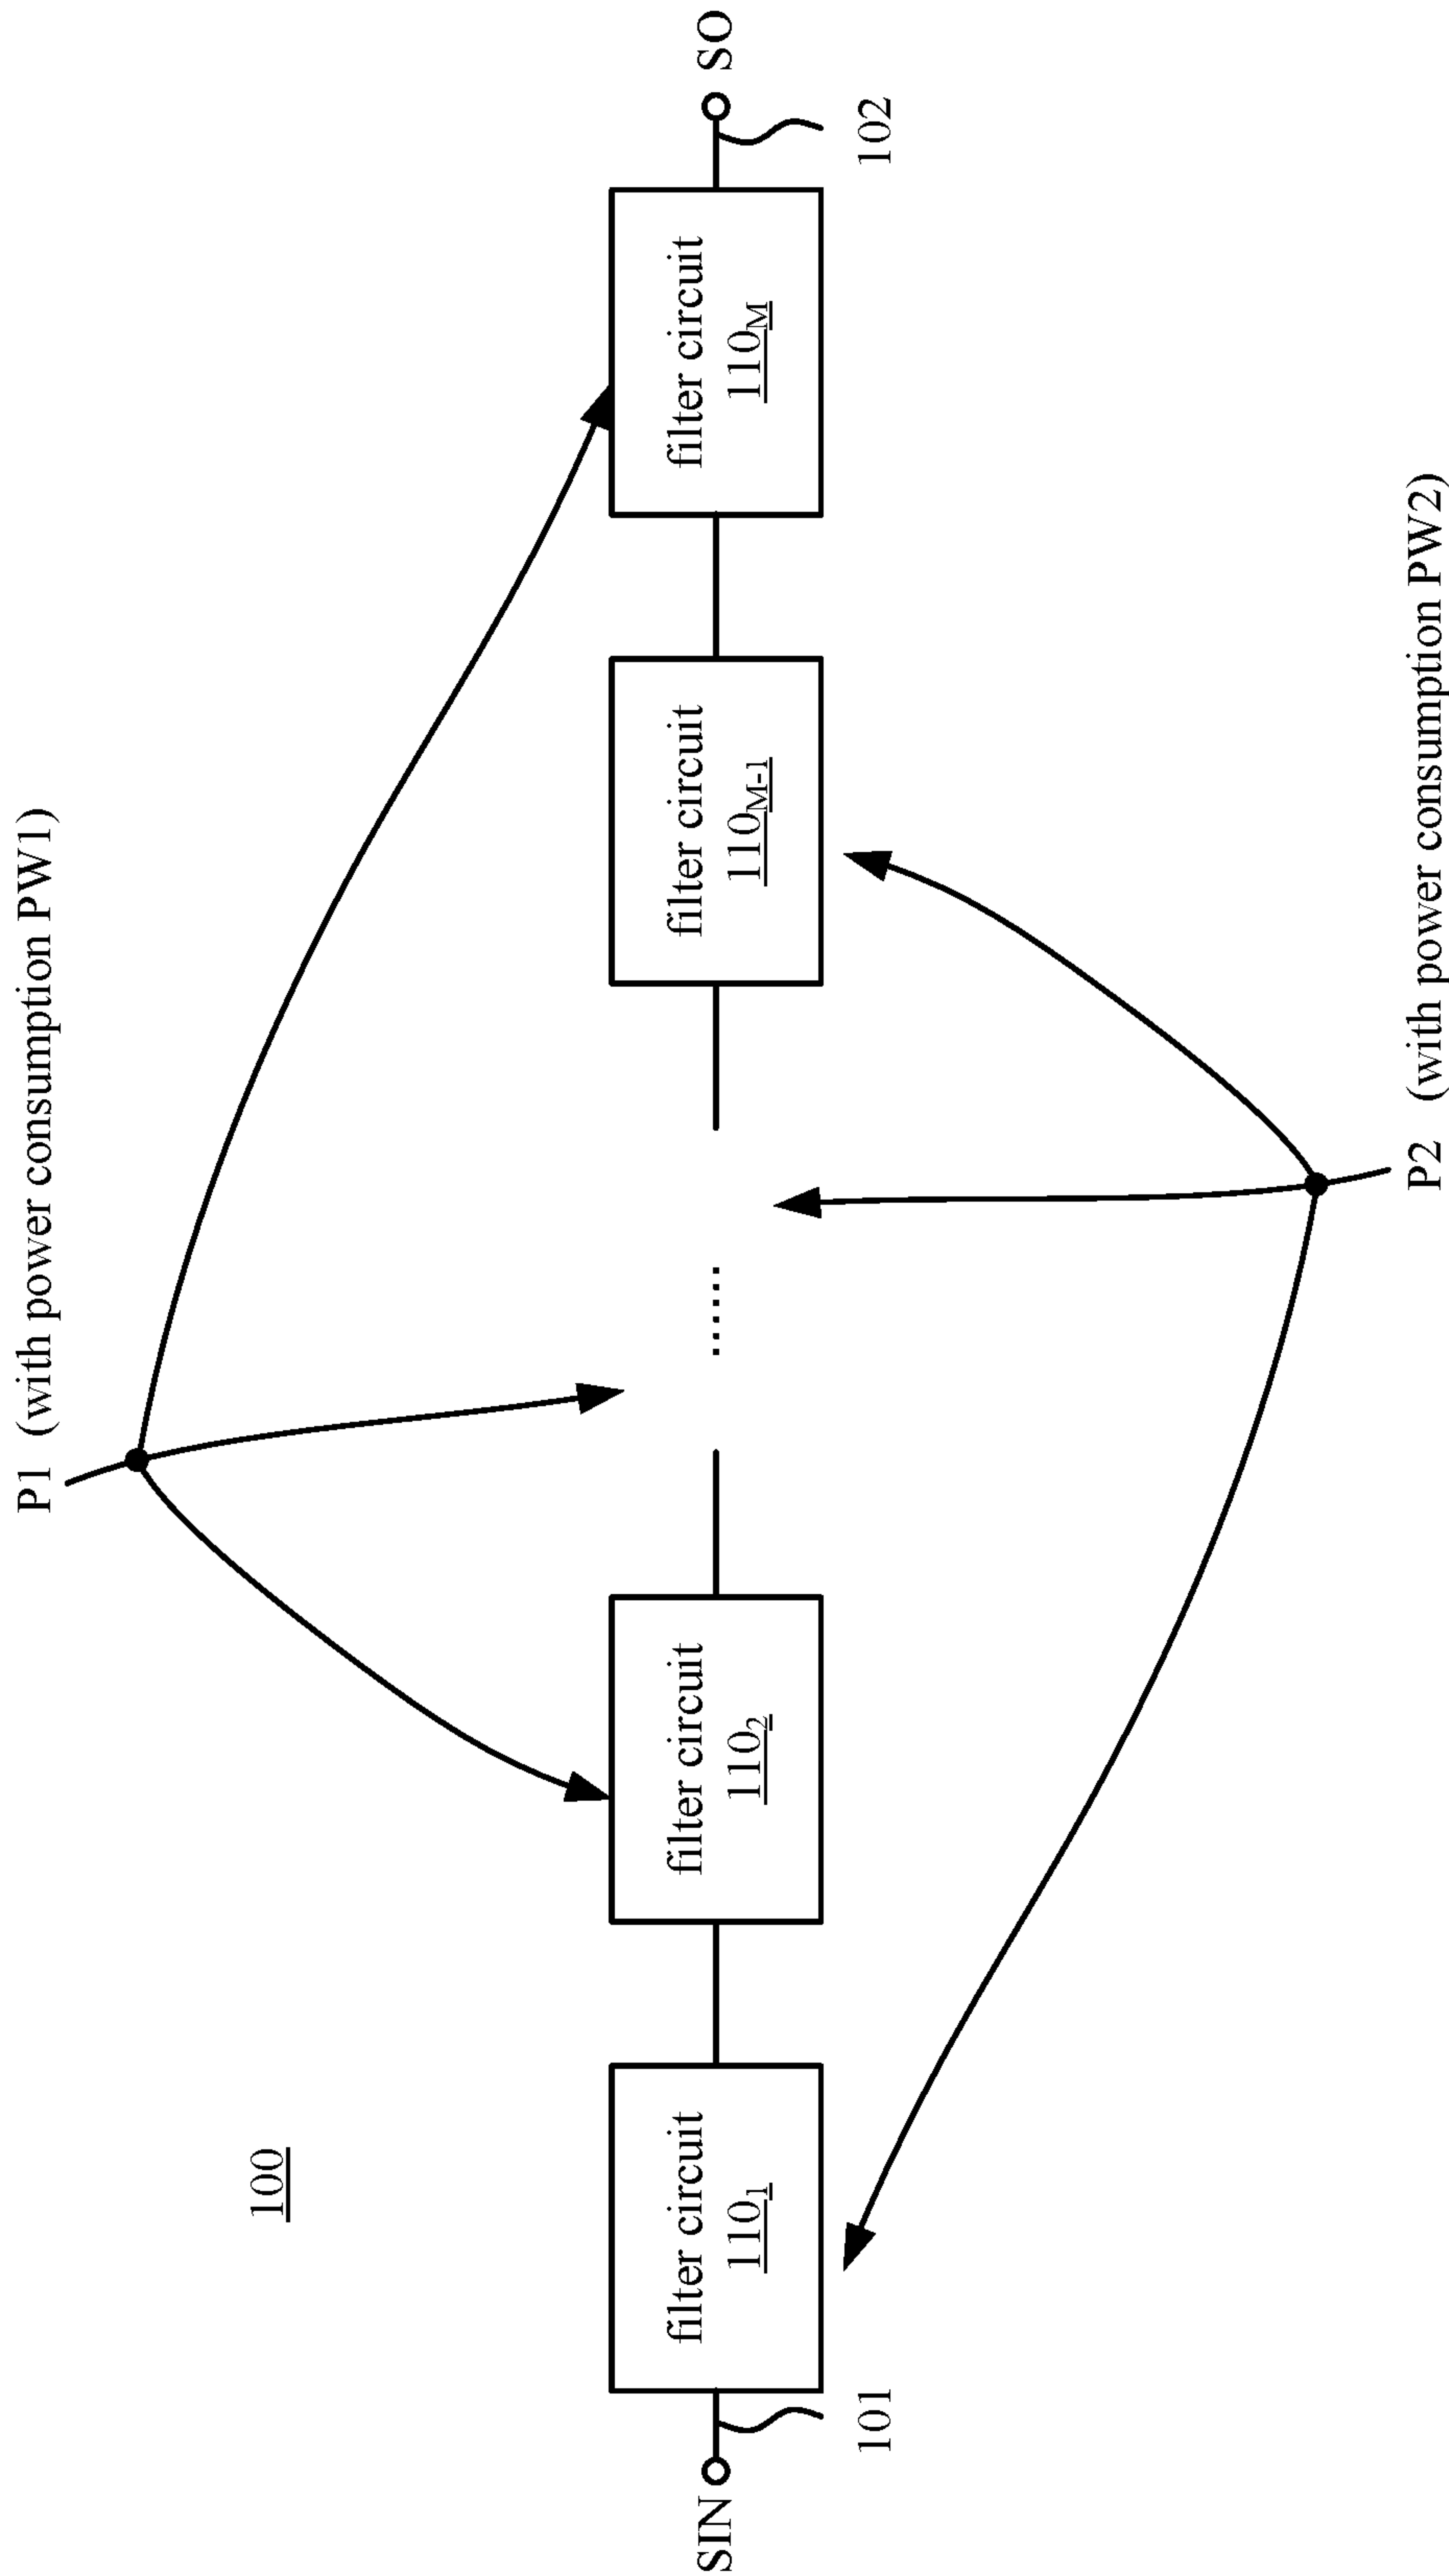 P1 (with power consumption PW1)
100
SIN
101
filter circuit
110₁
filter circuit
110₂
......
filter circuit
110M-1
filter circuit
110M
102
SO
P2 (with power consumption PW2)